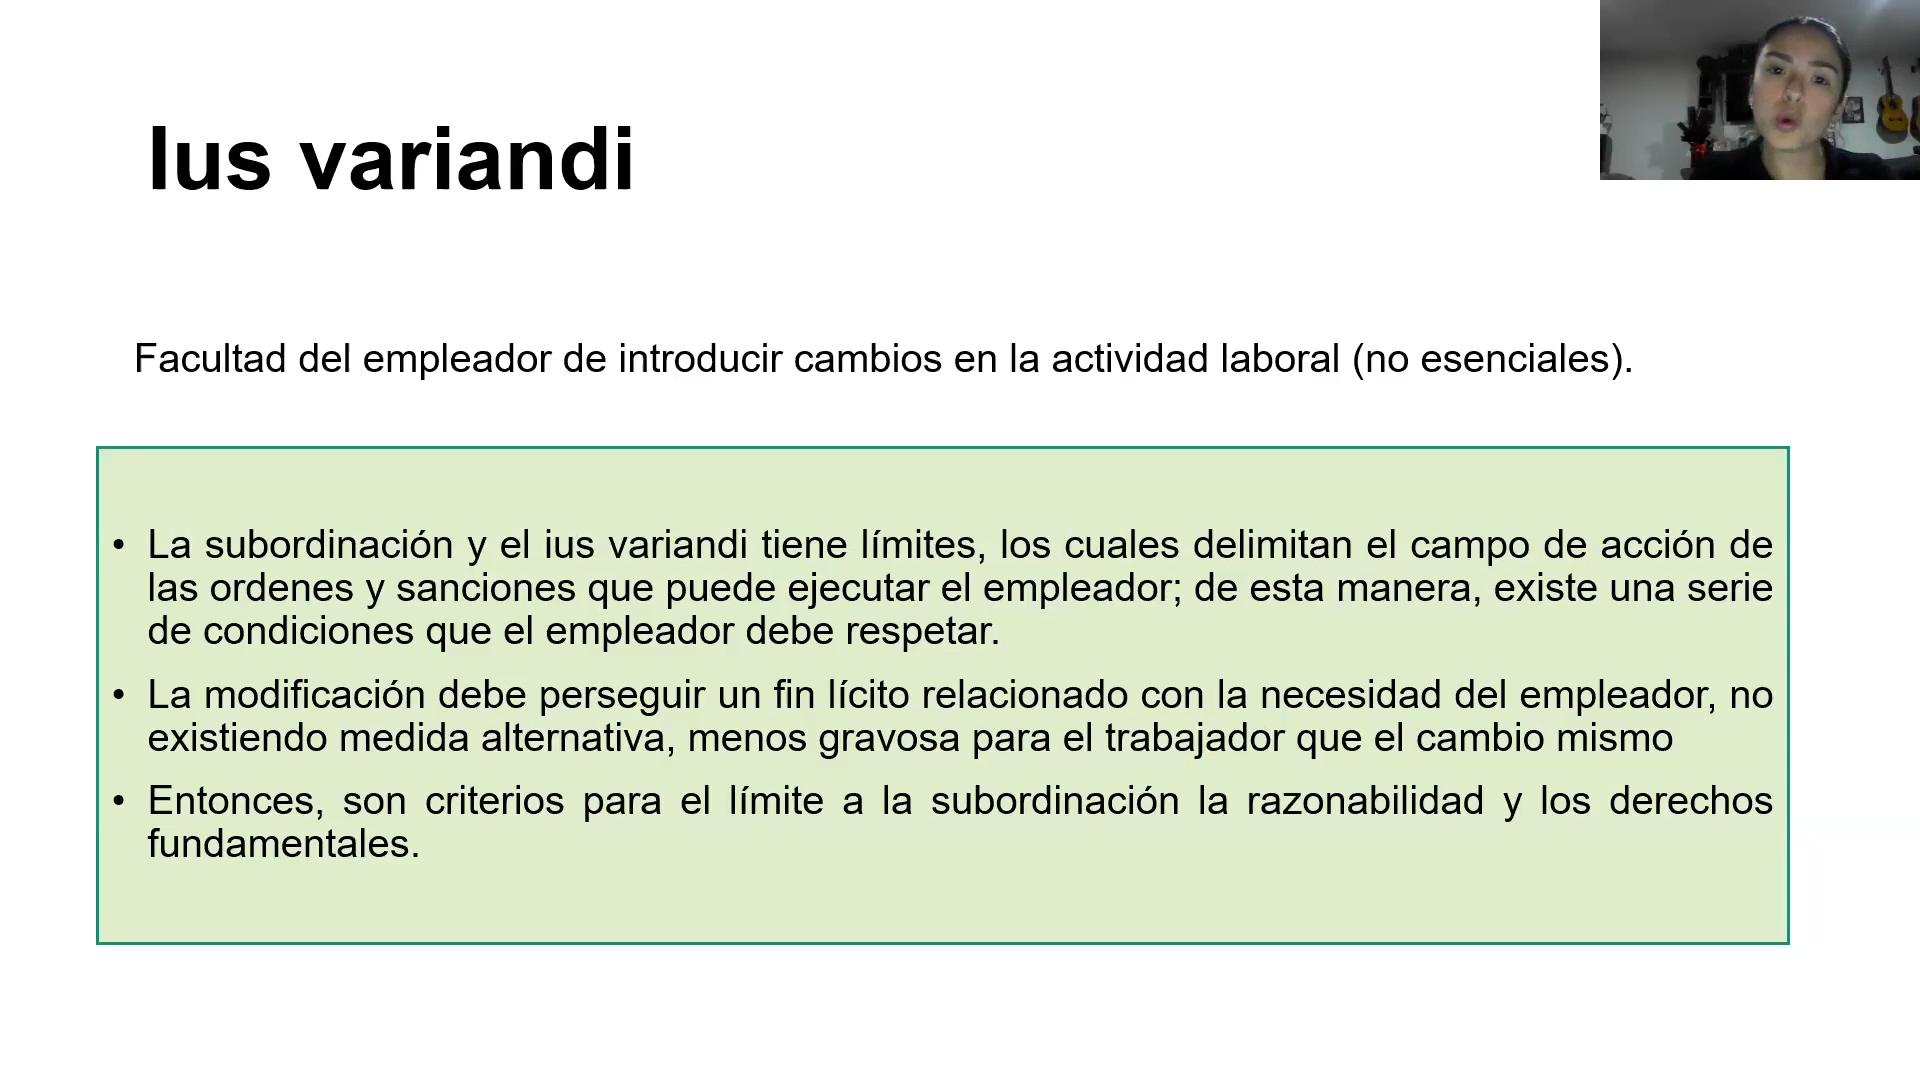 Ius variandi
Facultad del empleador de introducir cambios en la actividad laboral (no esenciales).
• La subordinación y el ius variandi tiene límites, los cuales delimitan el campo de acción de
las ordenes y sanciones que puede ejecutar el empleador; de esta manera, existe una serie
de condiciones que el empleador debe respetar.
• La modificación debe perseguir un fin lícito relacionado con la necesidad del empleador, no
existiendo medida alternativa, menos gravosa para el trabajador que el cambio mismo
• Entonces, son criterios para el límite a la subordinación la razonabilidad y los derechos
fundamentales.